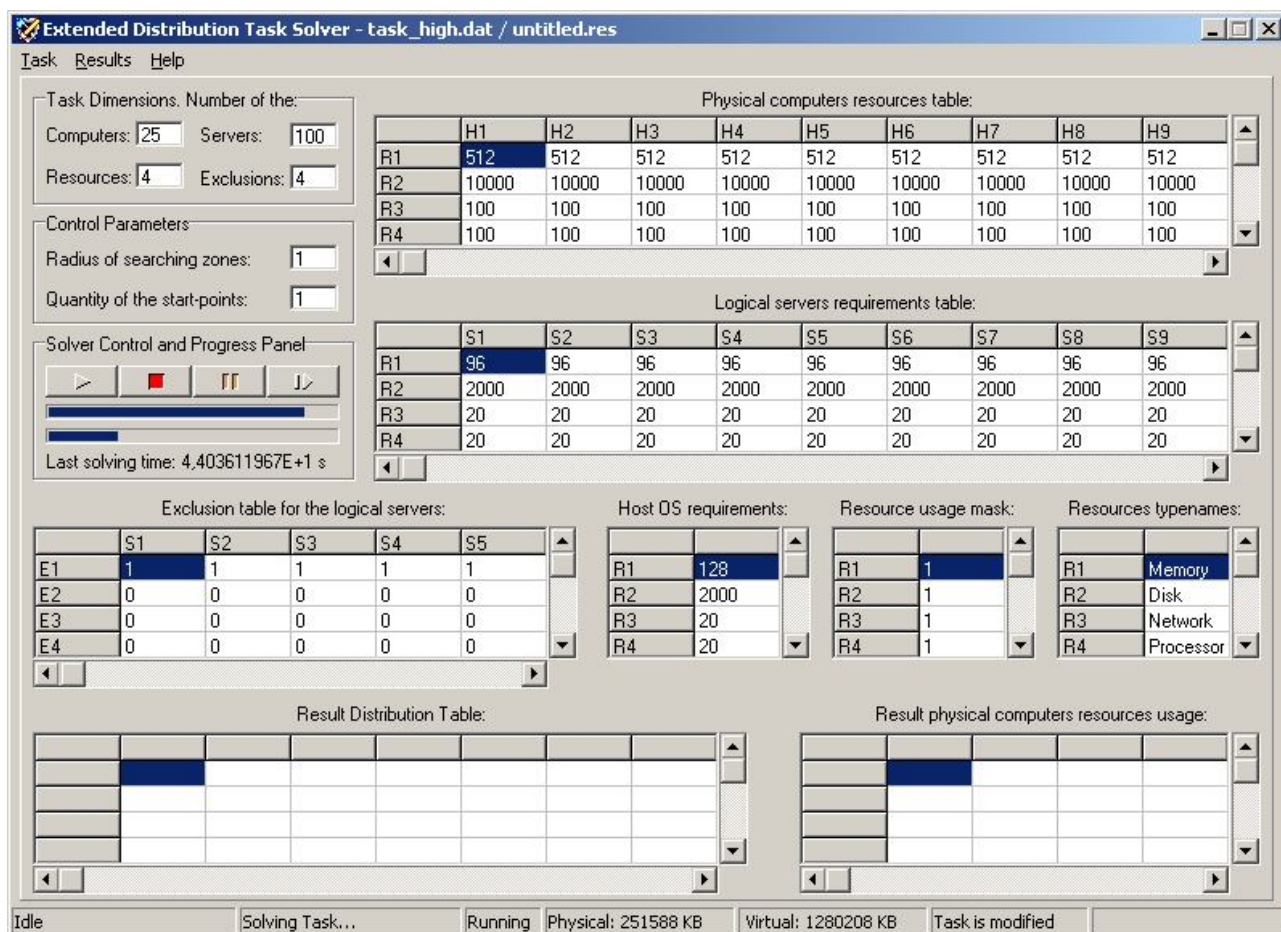 Extended Distribution Task Solver - task_high.dat / untitled.res
Task Results Help
Task Dimensions. Number of the:
Computers: 25 Servers: 100
Resources: 4 Exclusions: 4
Control Parameters
Radius of searching zones: 1
Quantity of the start-points: 1
Solver Control and Progress Panel
Last solving time: 4,403611967E+1 s
Physical computers resources table:
H1 H2 H3 H4 H5 H6 H7 H8 H9
R1 512 512 512 512 512 512 512 512 512
R2 10000 10000 10000 10000 10000 10000 10000 10000 10000
R3 100 100 100 100 100 100 100 100 100
R4 100 100 100 100 100 100 100 100 100
Logical servers requirements table:
S1 S2 S3 S4 S5 S6 S7 S8 S9
R1 96 96 96 96 96 96 96 96 96
R2 2000 2000 2000 2000 2000 2000 2000 2000 2000
R3 20 20 20 20 20 20 20 20 20
R4 20 20 20 20 20 20 20 20 20
Exclusion table for the logical servers:
S1 S2 S3 S4 S5
E1 1 1 1 1 1
E2 0 0 0 0 0
E3 0 0 0 0 0
E4 0 0 0 0 0
Host OS requirements:
R1 128
R2 2000
R3 20
R4 20
Resource usage mask:
R1 1
R2 1
R3 1
R4 1
Resources typenames:
R1 Memory
R2 Disk
R3 Network
R4 Processor
Result Distribution Table:
Result physical computers resources usage:
Idle Solving Task... Running Physical: 251588 KB Virtual: 1280208 KB Task is modified